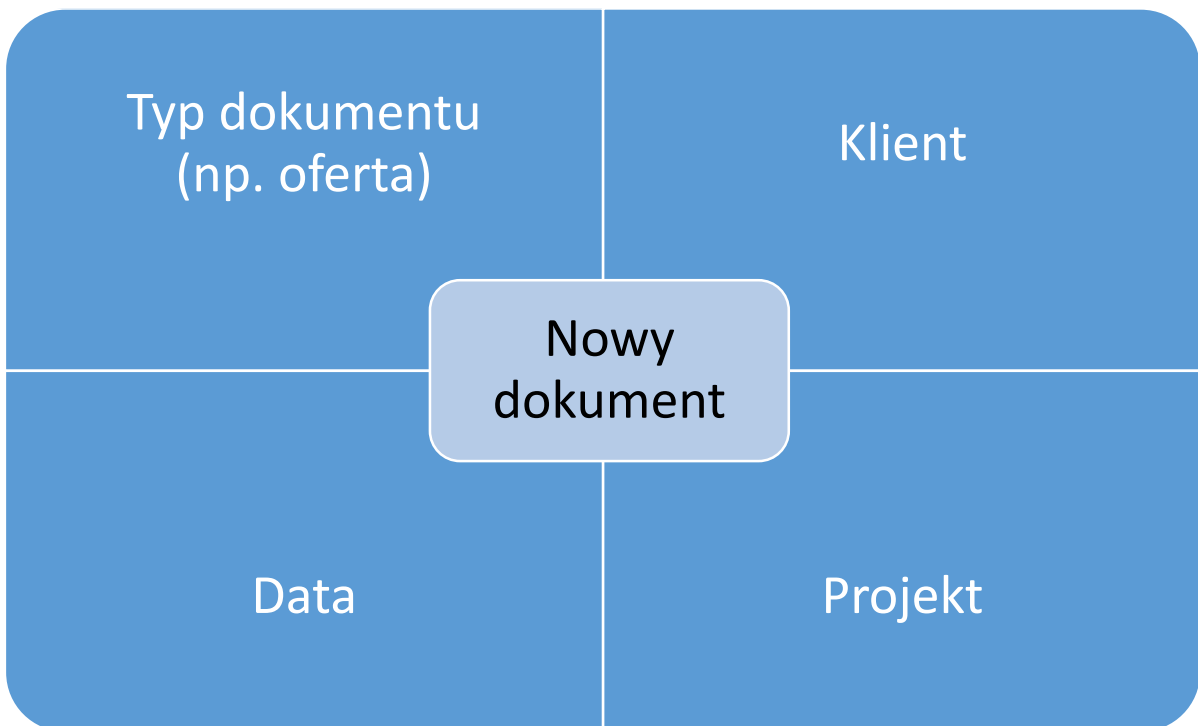 Typ dokumentu
(np. oferta)
Klient
Nowy
dokument
Data
Projekt